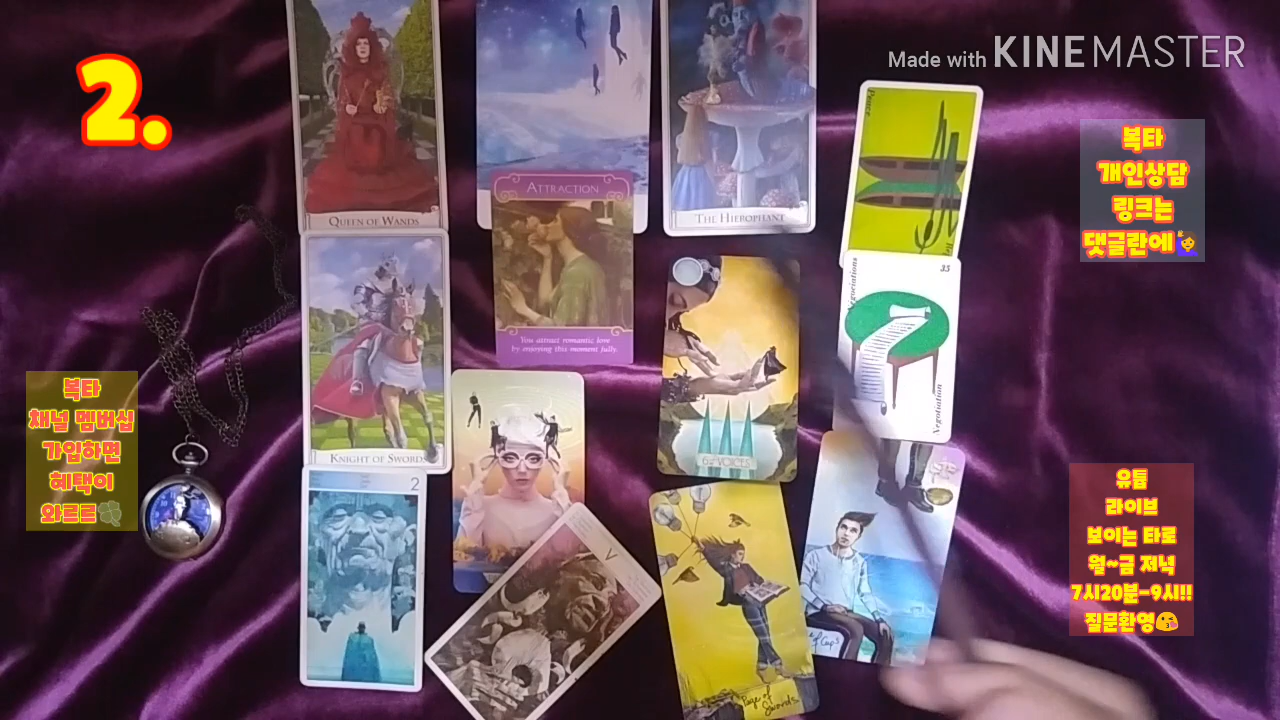 2.
Made with KINEMASTER
복타
개인상담
링크는
댓글란에🙋‍♀️
복타
채널 멤버십
가입하면
혜택이
와르르🍀
유튭
라이브
보이는 타로
월~금 저녁
7시20분-9시!!
질문환영😘
QUEEN OF WANDS
KNIGHT OF SWORDS
2
ATTRACTION
You attract romantic love
by enjoying this moment fully.
V
THE HIEROPHANT
6 OF VOICES
Page of
Swords
35
Negotiation
of Cups